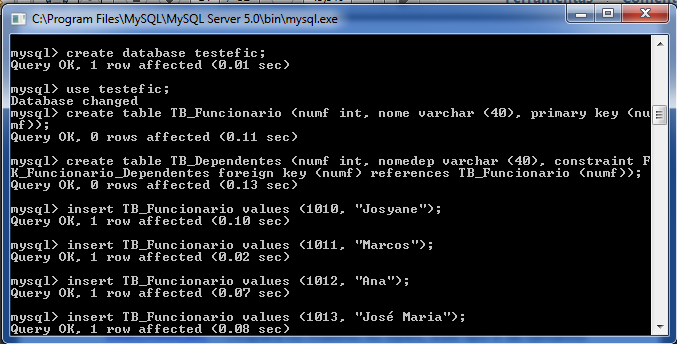 C:\Program Files\MySQL\MySQL Server 5.0\bin\mysql.exe
mysql> create database testefic;
Query OK, 1 row affected (0.01 sec)
mysql> use testefic;
Database changed
mysql> create table TB_Funcionario (numf int, nome varchar (40), primary key (nu
mf));
Query OK, 0 rows affected (0.11 sec)
mysql> create table TB_Dependentes (numf int, nomedep varchar (40), constraint F
K_Funcionario_Dependentes foreign key (numf) references TB_Funcionario (numf));
Query OK, 0 rows affected (0.13 sec)
mysql> insert TB_Funcionario values (1010, "Josyane");
Query OK, 1 row affected (0.10 sec)
mysql> insert TB_Funcionario values (1011, "Marcos");
Query OK, 1 row affected (0.02 sec)
mysql> insert TB_Funcionario values (1012, "Ana");
Query OK, 1 row affected (0.07 sec)
mysql> insert TB_Funcionario values (1013, "José Maria");
Query OK, 1 row affected (0.08 sec)